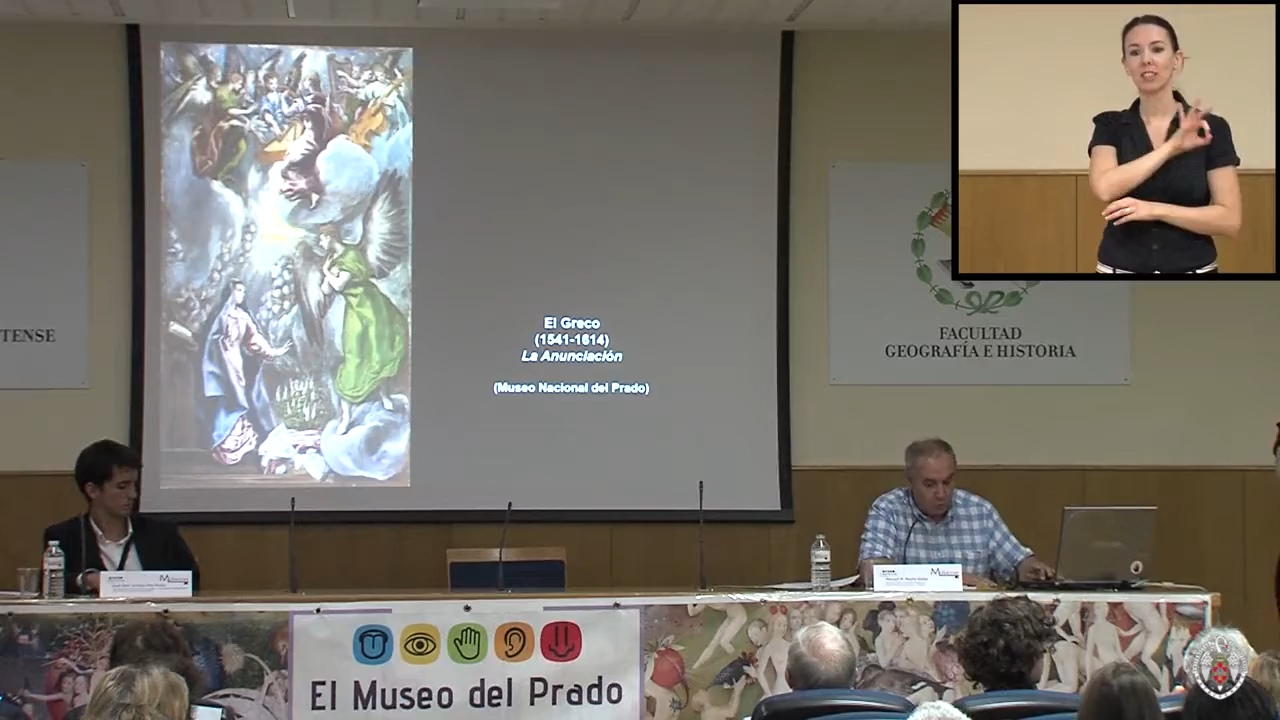 El Greco
(1541-1614)
La Anunciación
(Museo Nacional del Prado)
TENSE
FACULTAD
GEOGRAFÍA E HISTORIA
El Museo del Prado